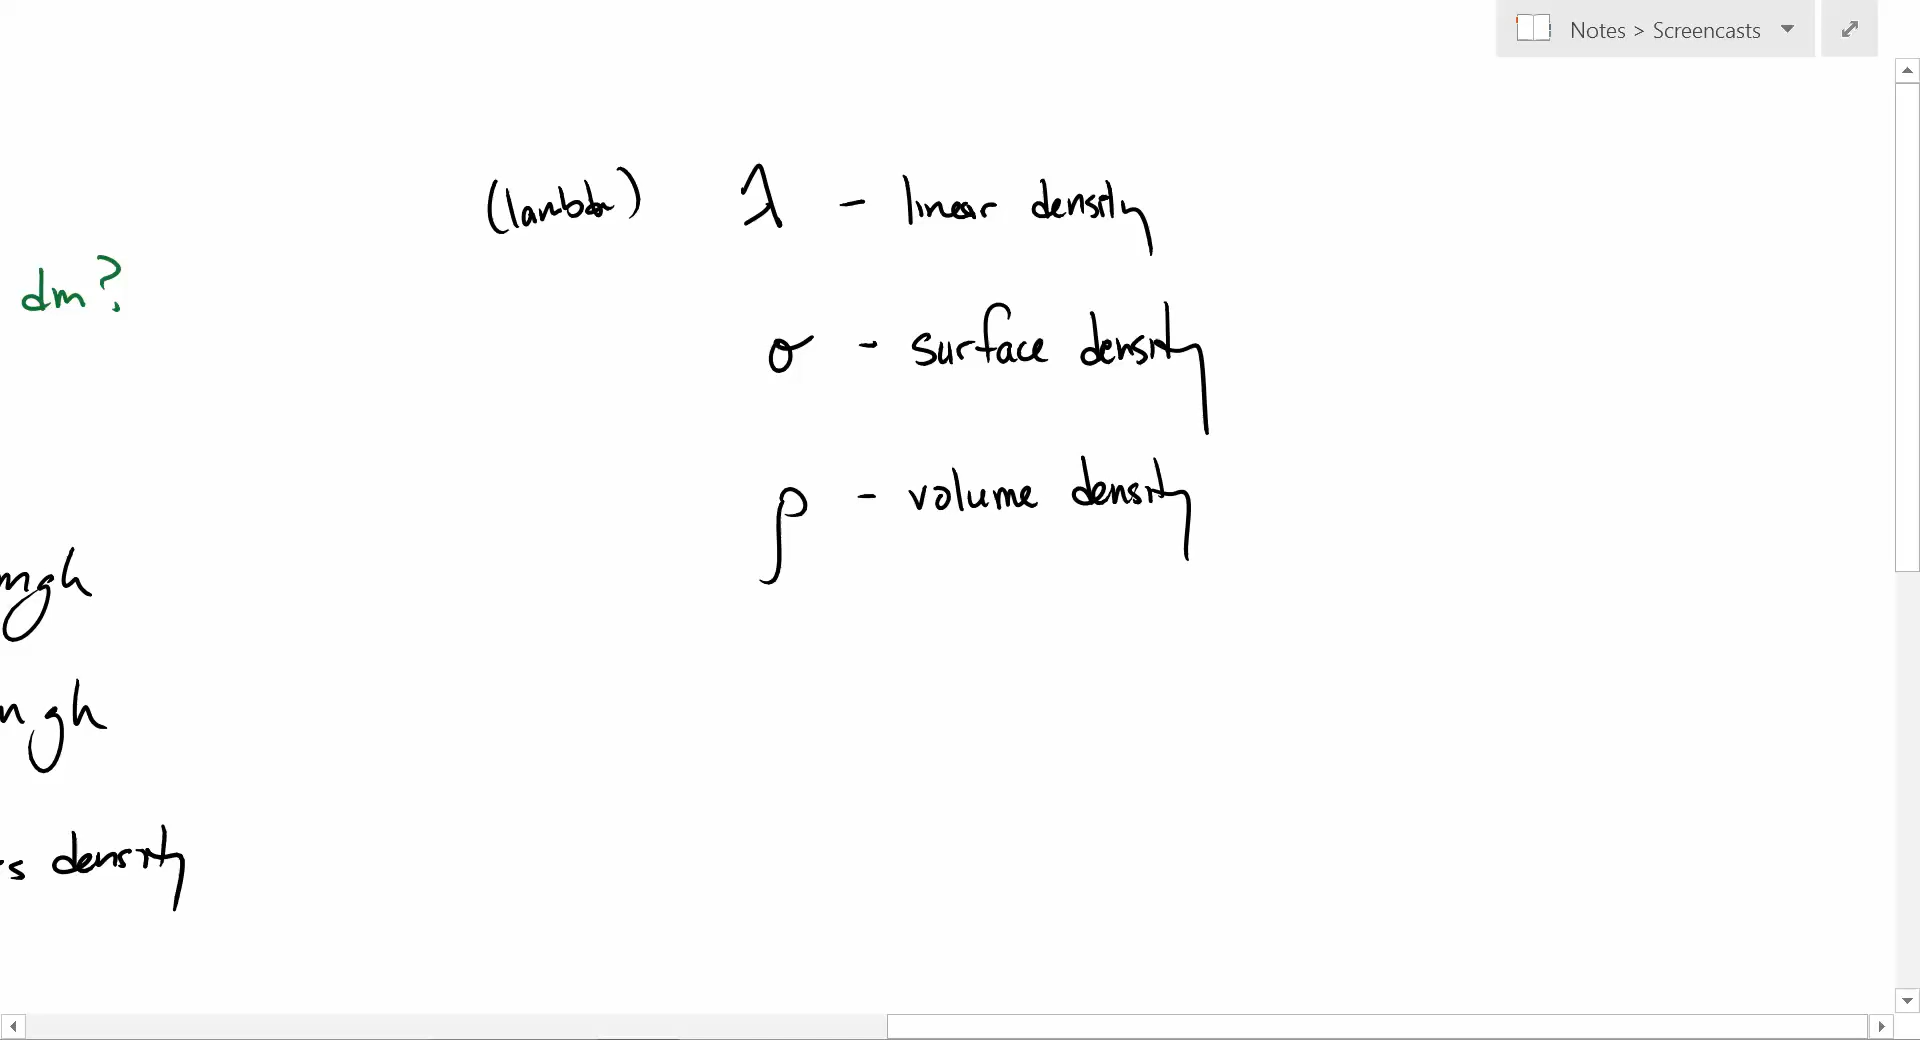 Notes > Screencasts
(lambda) λ - linear density
dm?
σ - surface density
ρ - volume density
mgh
mgh
s density